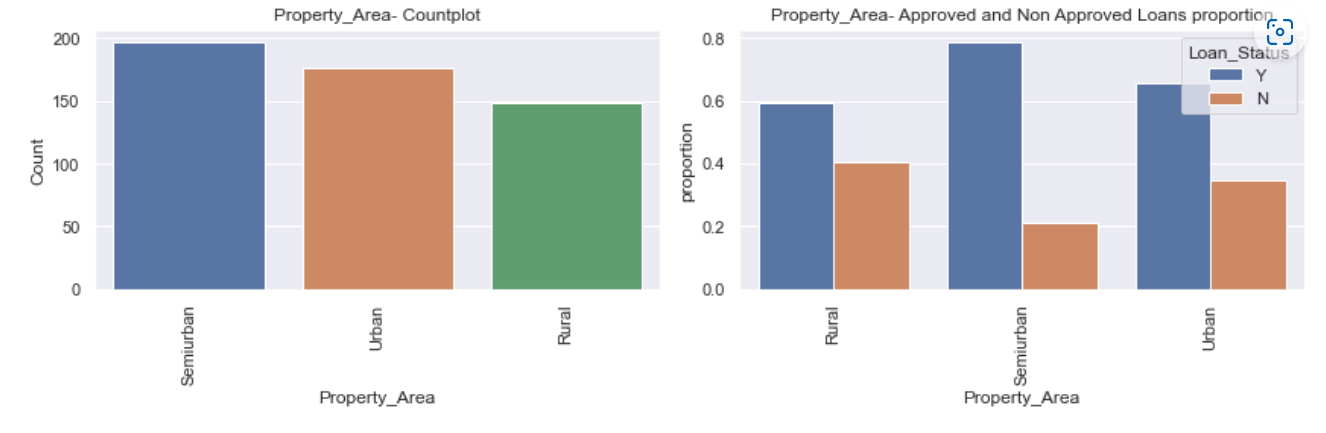 Property_Area- Countplot
200
150
100
50
0
Count
Semiurban
Urban
Rural
Property_Area
Property_Area- Approved and Non Approved Loans proportion
0.8
0.6
0.4
0.2
0.0
proportion
Loan_Status
Y
N
Rural
Semiurban
Urban
Property_Area